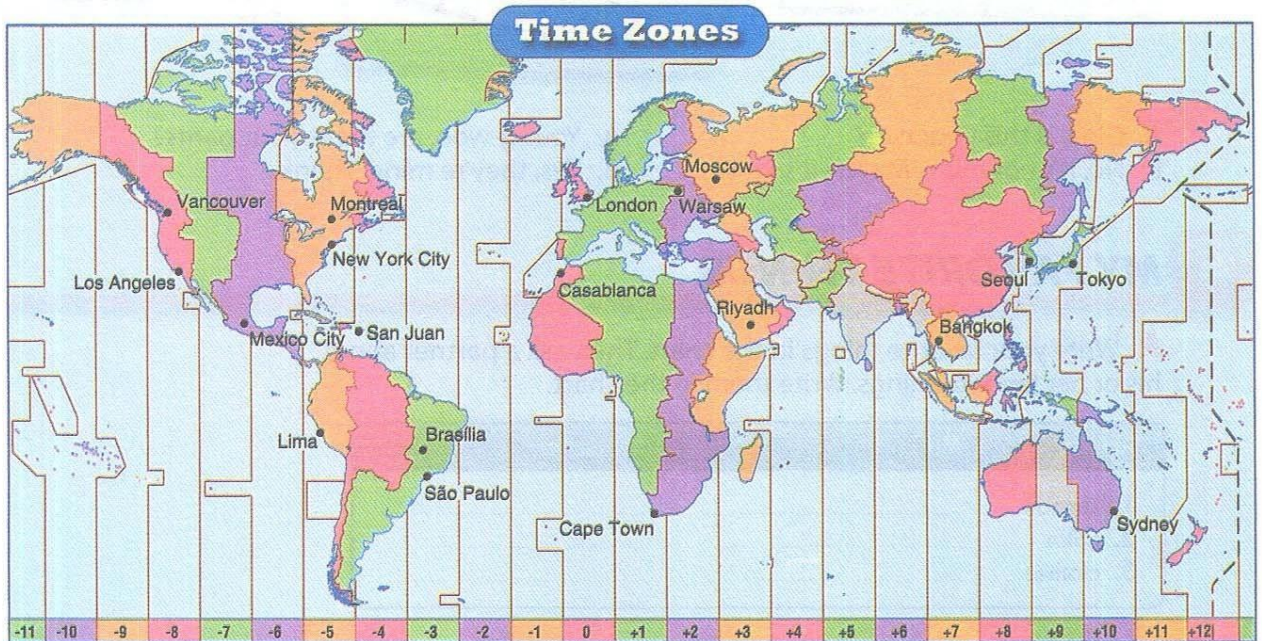 Time Zones
Moscow
Vancouver
Montreal
London
Warsaw
New York City
Los Angeles
Seoul
Tokyo
Casablanca
Riyadh
Mexico City
San Juan
Bangkok
Lima
Brasília
São Paulo
Cape Town
Sydney
-11 -10 -9 -8 -7 -6 -5 -4 -3 -2 -1 0 +1 +2 +3 +4 +5 +6 +7 +8 +9 +10 +11 +12